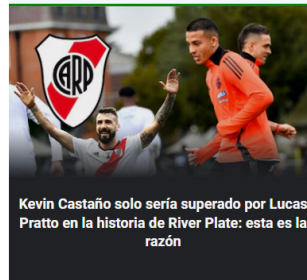 CARP
Kevin Castaño solo sería superado por Lucas
Pratto en la historia de River Plate: esta es la
razón